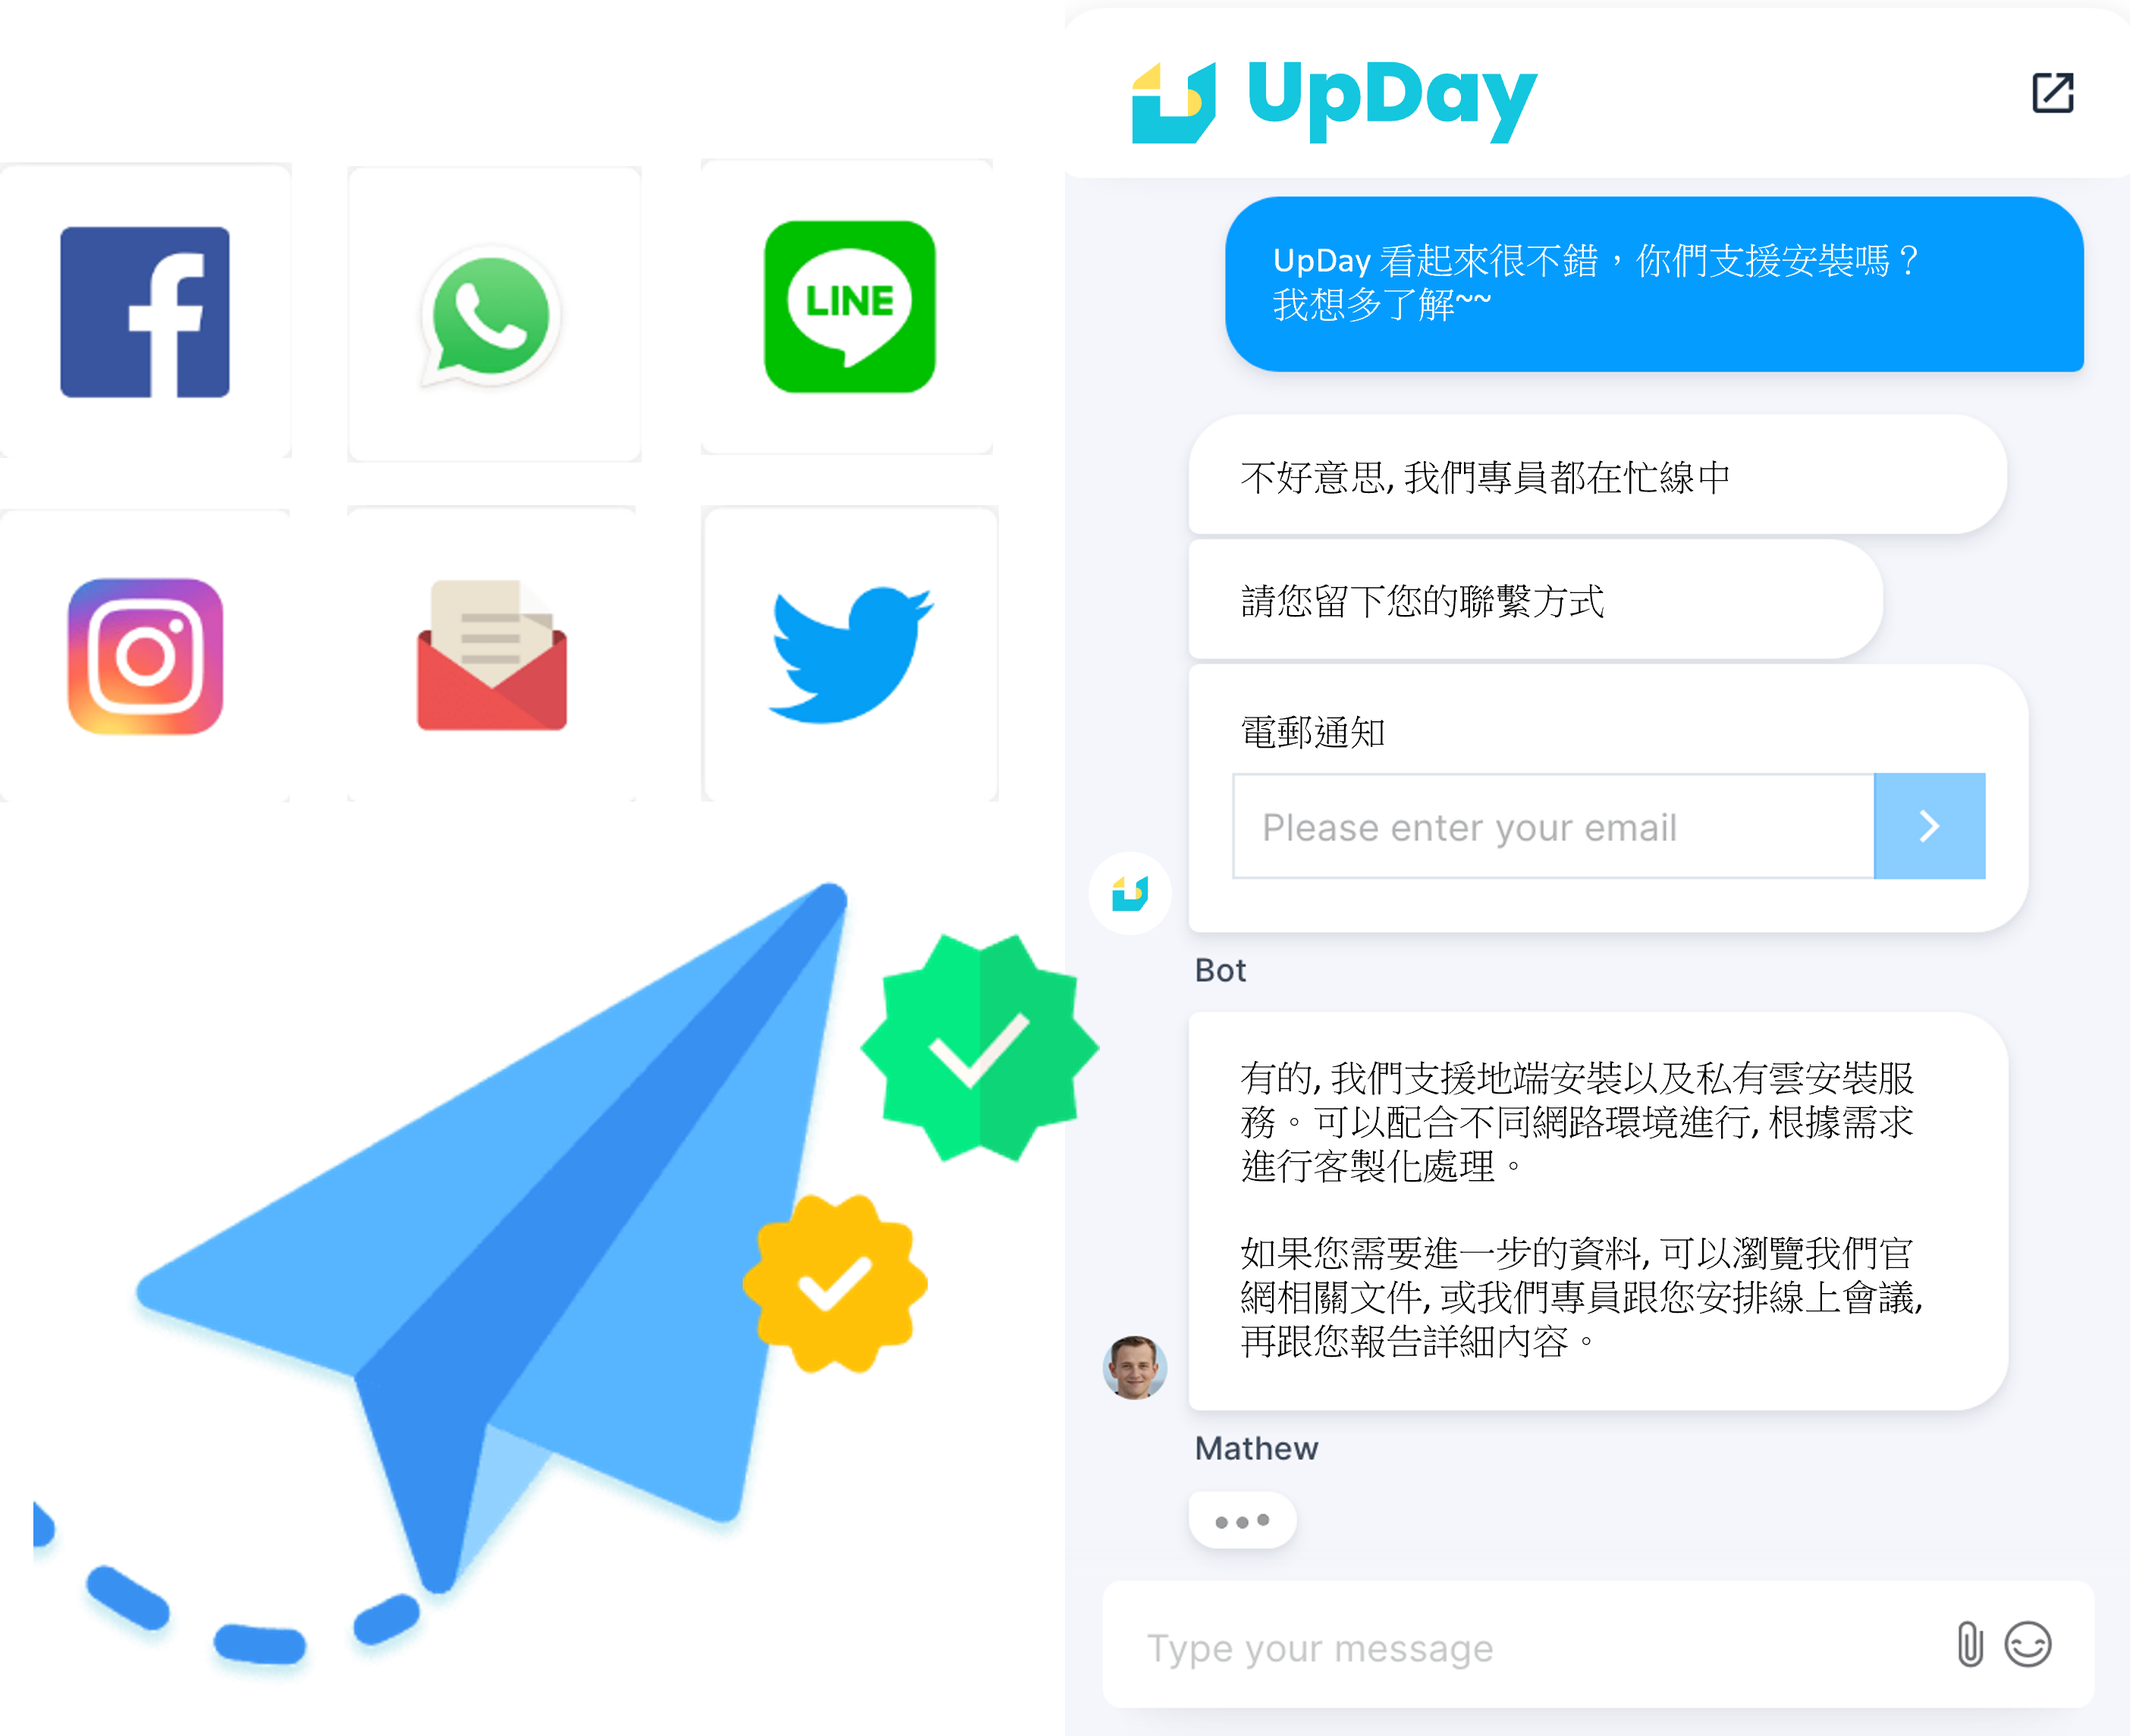 LINE
UpDay
UpDay 看起來很不錯，你們支援安裝嗎？
我想多了解~~
不好意思, 我們專員都在忙線中
請您留下您的聯繫方式
電郵通知
Please enter your email
Bot
有的, 我們支援地端安裝以及私有雲安裝服
務。可以配合不同網路環境進行, 根據需求
進行客製化處理。
如果您需要進一步的資料, 可以瀏覽我們官
網相關文件, 或我們專員跟您安排線上會議,
再跟您報告詳細內容。
Mathew
Type your message